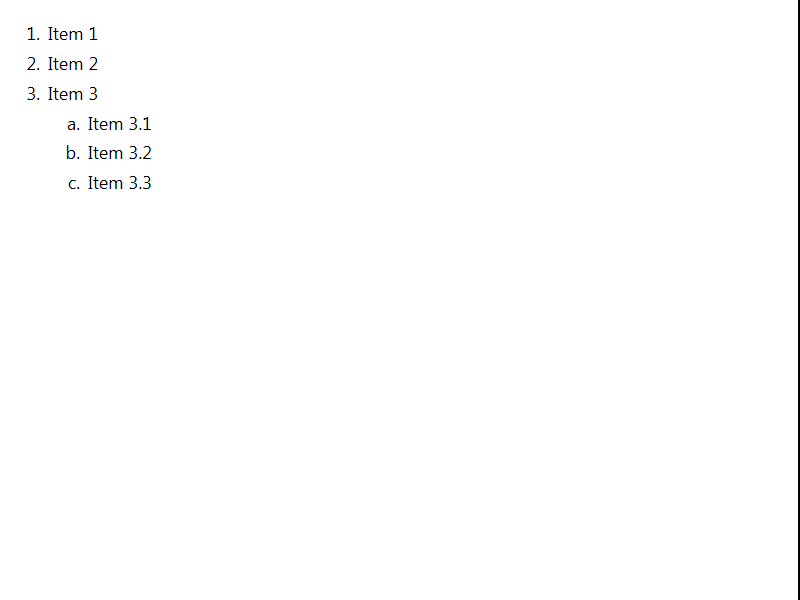 1. Item 1
2. Item 2
3. Item 3
a. Item 3.1
b. Item 3.2
c. Item 3.3